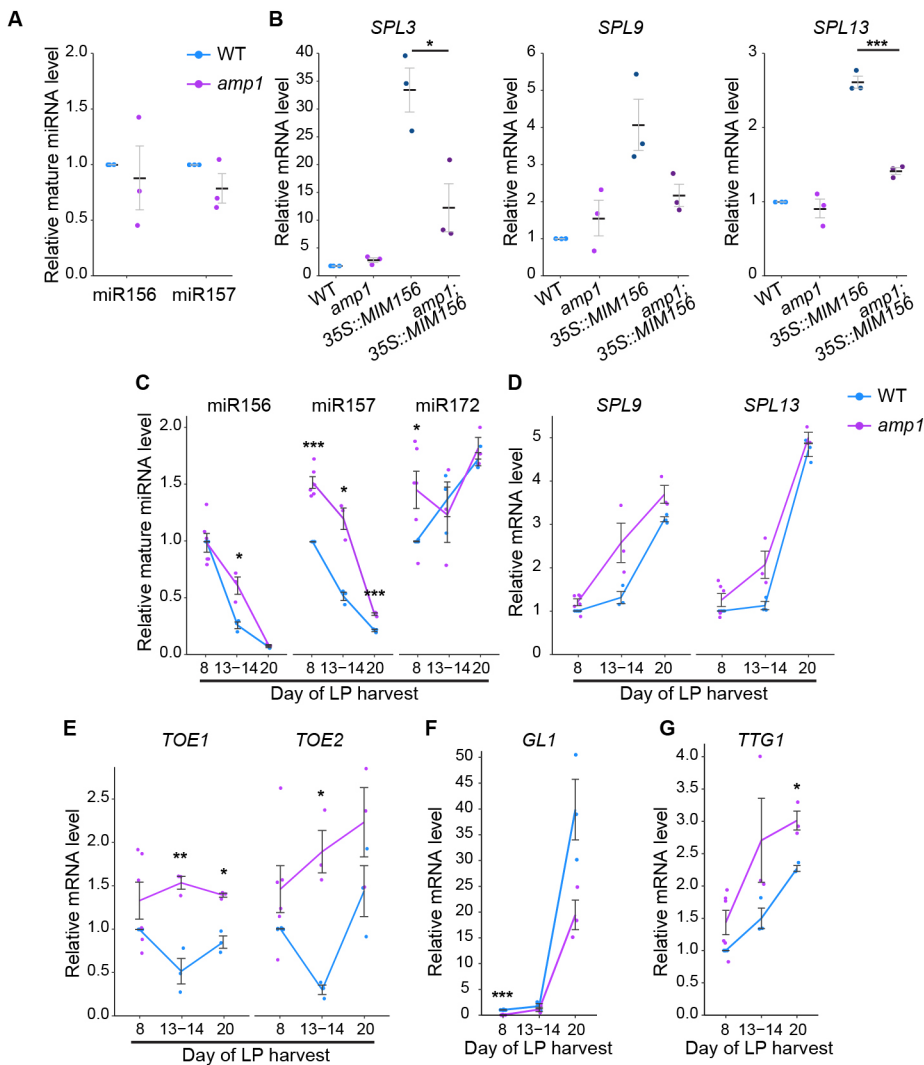 A
Relative mature miRNA level
2.0
1.5
1.0
0.5
0.0
miR156
miR157
WT
amp1
B
SPL3
Relative mRNA level
40
35
30
25
20
15
10
5
0
*
WT
amp1
35S::MIM156
amp1;
35S::MIM156
SPL9
Relative mRNA level
6
5
4
3
2
1
0
WT
amp1
35S::MIM156
amp1;
35S::MIM156
SPL13
Relative mRNA level
3
2
1
0
***
WT
amp1
35S::MIM156
amp1;
35S::MIM156
C
miR156 miR157 miR172
Relative mature miRNA level
2.0
1.5
1.0
0.5
0
*
***
*
***
*
8 13–14 20 8 13–14 20 8 13–14 20
Day of LP harvest
D
SPL9 SPL13
Relative mRNA level
5
4
3
2
1
0
8 13–14 20 8 13–14 20
Day of LP harvest
WT
amp1
E
TOE1 TOE2
Relative mRNA level
2.5
2.0
1.5
1.0
0.5
0.0
**
*
*
8 13–14 20 8 13–14 20
Day of LP harvest
F
GL1
Relative mRNA level
50
45
40
35
30
25
20
15
10
5
0
***
8 13–14 20
Day of LP harvest
G
TTG1
Relative mRNA level
4.0
3.5
3.0
2.5
2.0
1.5
1.0
0.5
0.0
*
8 13–14 20
Day of LP harvest